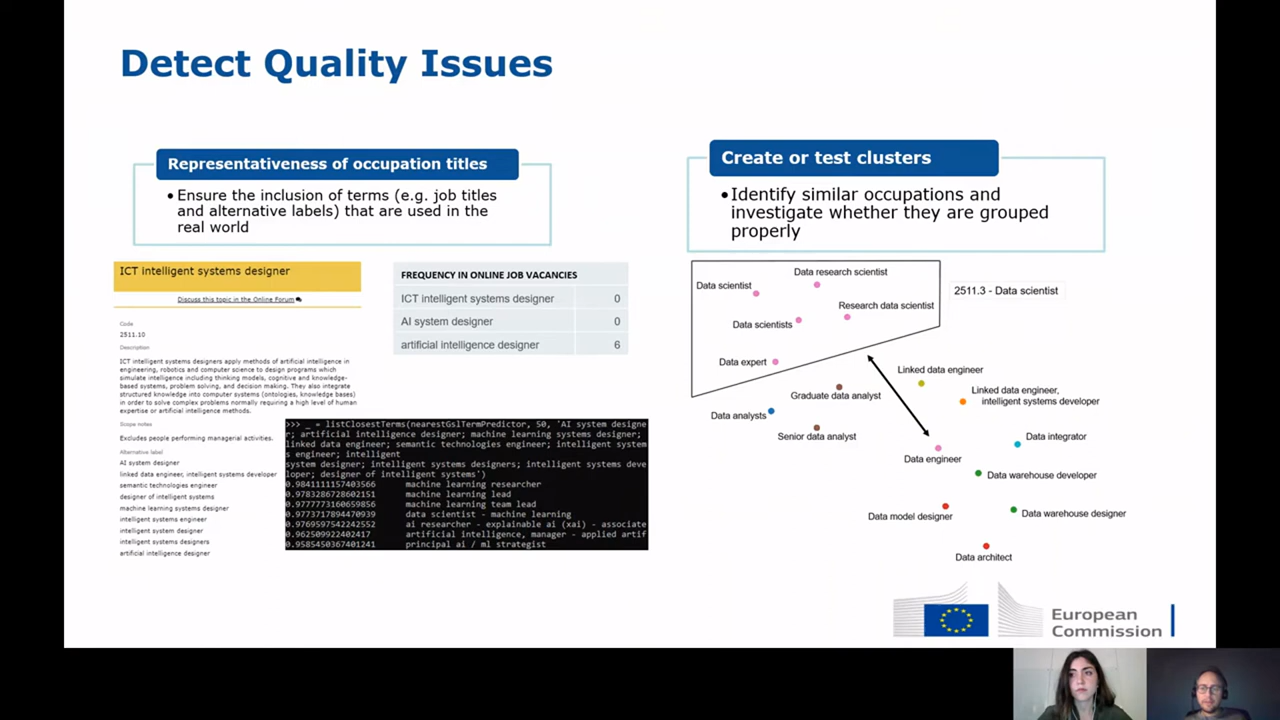 Detect Quality Issues
Representativeness of occupation titles
• Ensure the inclusion of terms (e.g. job titles
and alternative labels) that are used in the
real world
ICT intelligent systems designer
Discuss this topic in the Online Forum
Code
2511.10
Description
ICT intelligent systems designers apply methods of artificial intelligence in
engineering, robotics and computer science to design programs which
simulate intelligence including thinking models, cognitive and knowledge-
based systems, problem solving, and decision making. They also integrate
structured knowledge into computer systems (ontologies, knowledge bases)
in order to solve complex problems normally requiring a high level of human
expertise or artificial intelligence methods.
Scope notes
Excludes people performing managerial activities.
Alternative label
AI system designer
linked data engineer, intelligent systems developer
semantic technologies engineer
designer of intelligent systems
machine learning systems designer
intelligent systems engineer
intelligent system designer
intelligent systems designers
artificial intelligence designer
FREQUENCY IN ONLINE JOB VACANCIES
ICT intelligent systems designer 0
AI system designer 0
artificial intelligence designer 6
>>> _ = listClosestTerms(nearestGslTermPredictor, 50, 'AI system designe
r; artificial intelligence designer; machine learning systems designer;
linked data engineer; semantic technologies engineer; intelligent system
s engineer; intelligent
system designer; intelligent systems designers; intelligent systems deve
loper; designer of intelligent systems')
0.9841111157403566 machine learning researcher
0.9783286728602151 machine learning lead
0.9777773160659856 machine learning team lead
0.9773717894470939 data scientist - machine learning
0.9769597542242552 ai researcher - explainable ai (xai) - associate
0.962509922402417 artificial intelligence, manager - applied artif
0.9585450367401241 principal ai / ml strategist
Create or test clusters
• Identify similar occupations and
investigate whether they are grouped
properly
Data research scientist
Data scientist
2511.3 - Data scientist
Research data scientist
Data scientists
Data expert
Linked data engineer
Graduate data analyst
Linked data engineer,
intelligent systems developer
Data analysts
Senior data analyst
Data integrator
Data engineer
Data warehouse developer
Data model designer
Data warehouse designer
Data architect
European
Commission